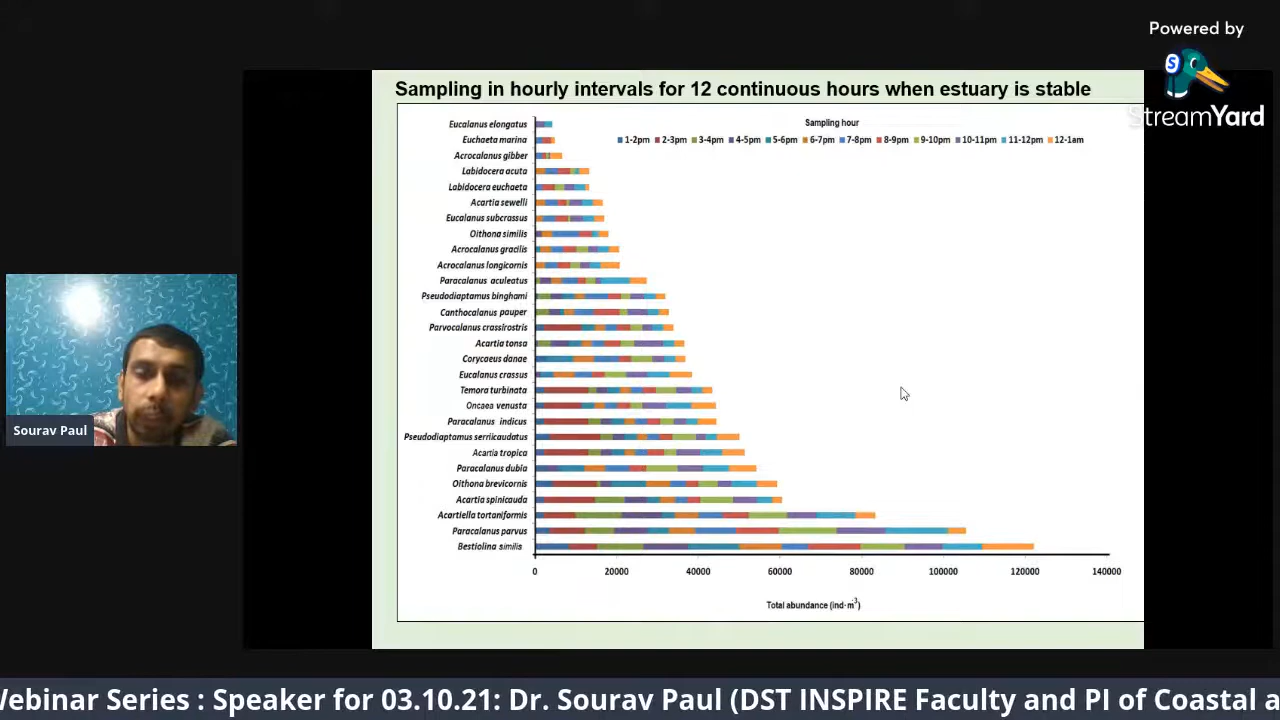 Powered by
StreamYard
Sampling in hourly intervals for 12 continuous hours when estuary is stable
Sampling hour
1-2pm 2-3pm 3-4pm 4-5pm 5-6pm 6-7pm 7-8pm 8-9pm 9-10pm 10-11pm 11-12pm 12-1am
Eucalanus elongatus
Euchaeta marina
Acrocalanus gibber
Labidocera acuta
Labidocera euchaeta
Acartia sewelli
Eucalanus subcrassus
Oithona similis
Acrocalanus gracilis
Acrocalanus longicornis
Paracalanus aculeatus
Pseudodiaptamus binghami
Canthocalanus pauper
Parvocalanus crassirostris
Acartia tonsa
Corycaeus danae
Eucalanus crassus
Temora turbinata
Oncaea venusta
Paracalanus indicus
Pseudodiaptamus serriicaudatus
Acartia tropica
Paracalanus dubia
Oithona brevicornis
Acartia spinicauda
Acartiella tortaniformis
Paracalanus parvus
Bestiolina similis
0 20000 40000 60000 80000 100000 120000 140000
Total abundance (ind·m⁻³)
Sourav Paul
Webinar Series : Speaker for 03.10.21: Dr. Sourav Paul (DST INSPIRE Faculty and PI of Coastal a